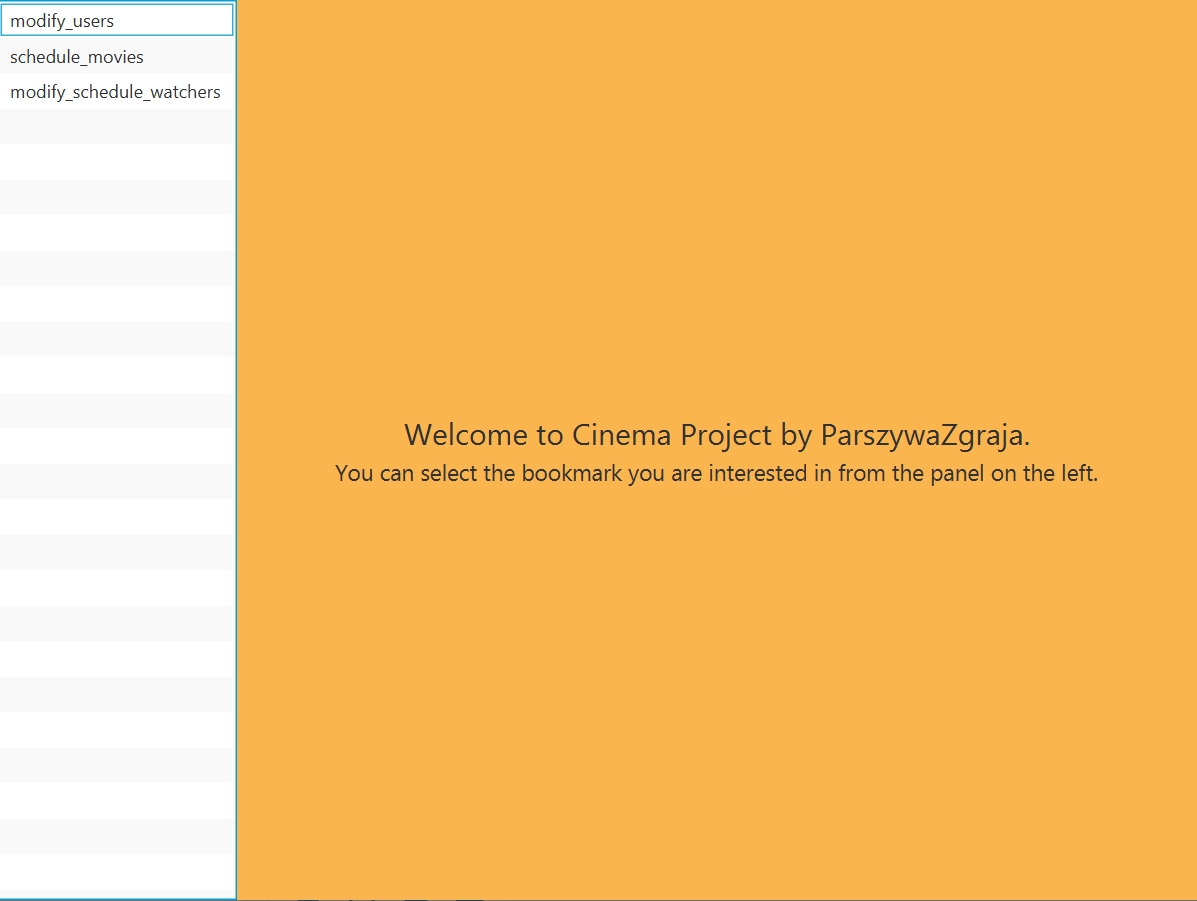 modify_users
schedule_movies
modify_schedule_watchers
Welcome to Cinema Project by ParszywaZgraja.
You can select the bookmark you are interested in from the panel on the left.